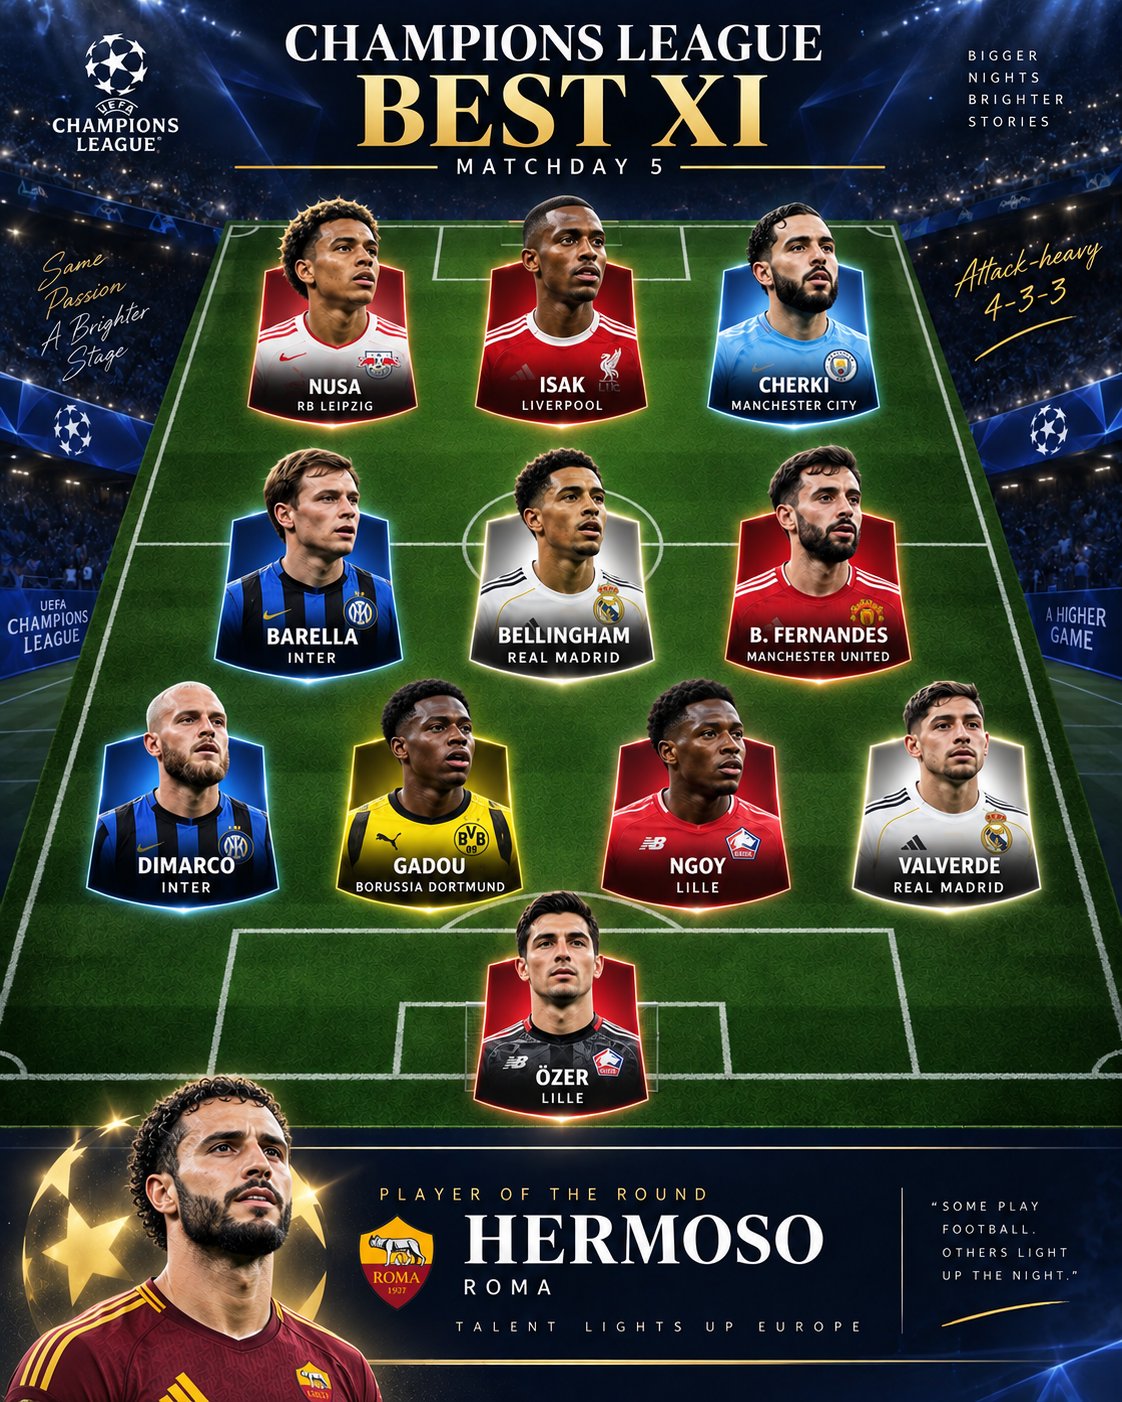 CHAMPIONS LEAGUE
BEST XI
MATCHDAY 5
UEFA
CHAMPIONS
LEAGUE
BIGGER
NIGHTS
BRIGHTER
STORIES
Same
Passion
A Brighter
Stage
Attack-heavy
4-3-3
NUSA
RB LEIPZIG
ISAK
LIVERPOOL
CHERKI
MANCHESTER CITY
BARELLA
INTER
BELLINGHAM
REAL MADRID
B. FERNANDES
MANCHESTER UNITED
UEFA
CHAMPIONS
LEAGUE
A HIGHER
GAME
DIMARCO
INTER
BVB
09
GADOU
BORUSSIA DORTMUND
NGOY
LILLE
VALVERDE
REAL MADRID
ÖZER
LILLE
PLAYER OF THE ROUND
HERMOSO
ROMA
ROMA
1927
TALENT LIGHTS UP EUROPE
“SOME PLAY
FOOTBALL.
OTHERS LIGHT
UP THE NIGHT.”